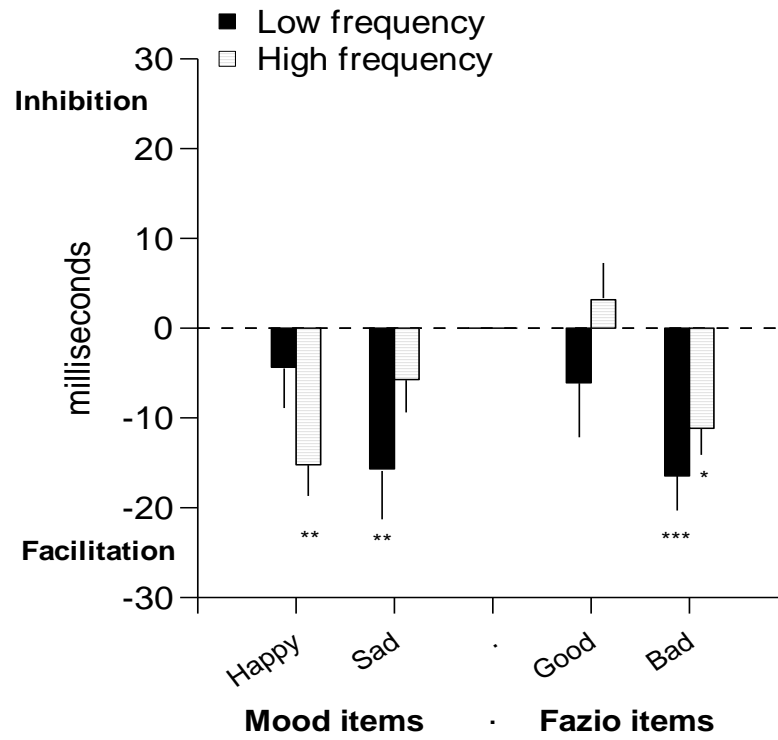 Low frequency
High frequency
30
Inhibition
20
10
milliseconds
0
-10
*
-20
** ** ***
Facilitation
-30
Happy Sad . Good Bad
Mood items . Fazio items